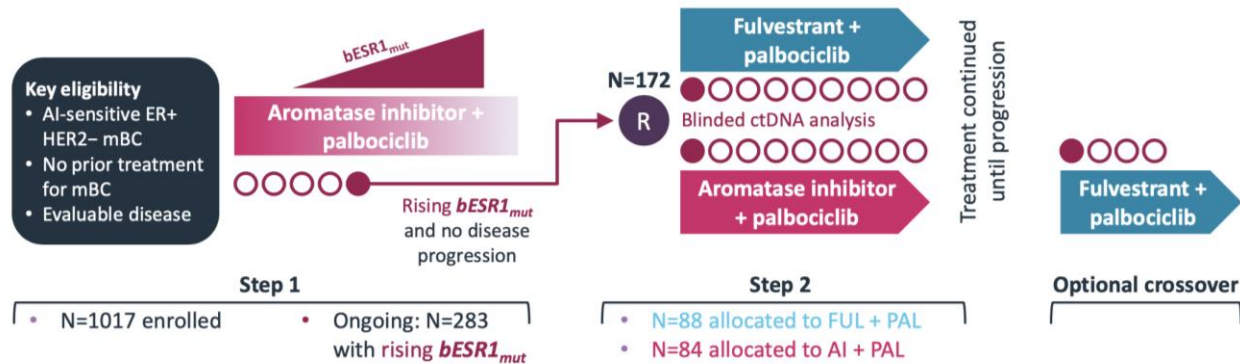 Key eligibility
• AI-sensitive ER+
HER2– mBC
• No prior treatment
for mBC
• Evaluable disease
bESR1mut
Aromatase inhibitor +
palbociclib
Rising bESR1mut
and no disease
progression
N=172
R
Fulvestrant +
palbociclib
Blinded ctDNA analysis
Aromatase inhibitor
+ palbociclib
Treatment continued
until progression
Fulvestrant +
palbociclib
Step 1
• N=1017 enrolled
• Ongoing: N=283
with rising bESR1mut
Step 2
• N=88 allocated to FUL + PAL
• N=84 allocated to AI + PAL
Optional crossover